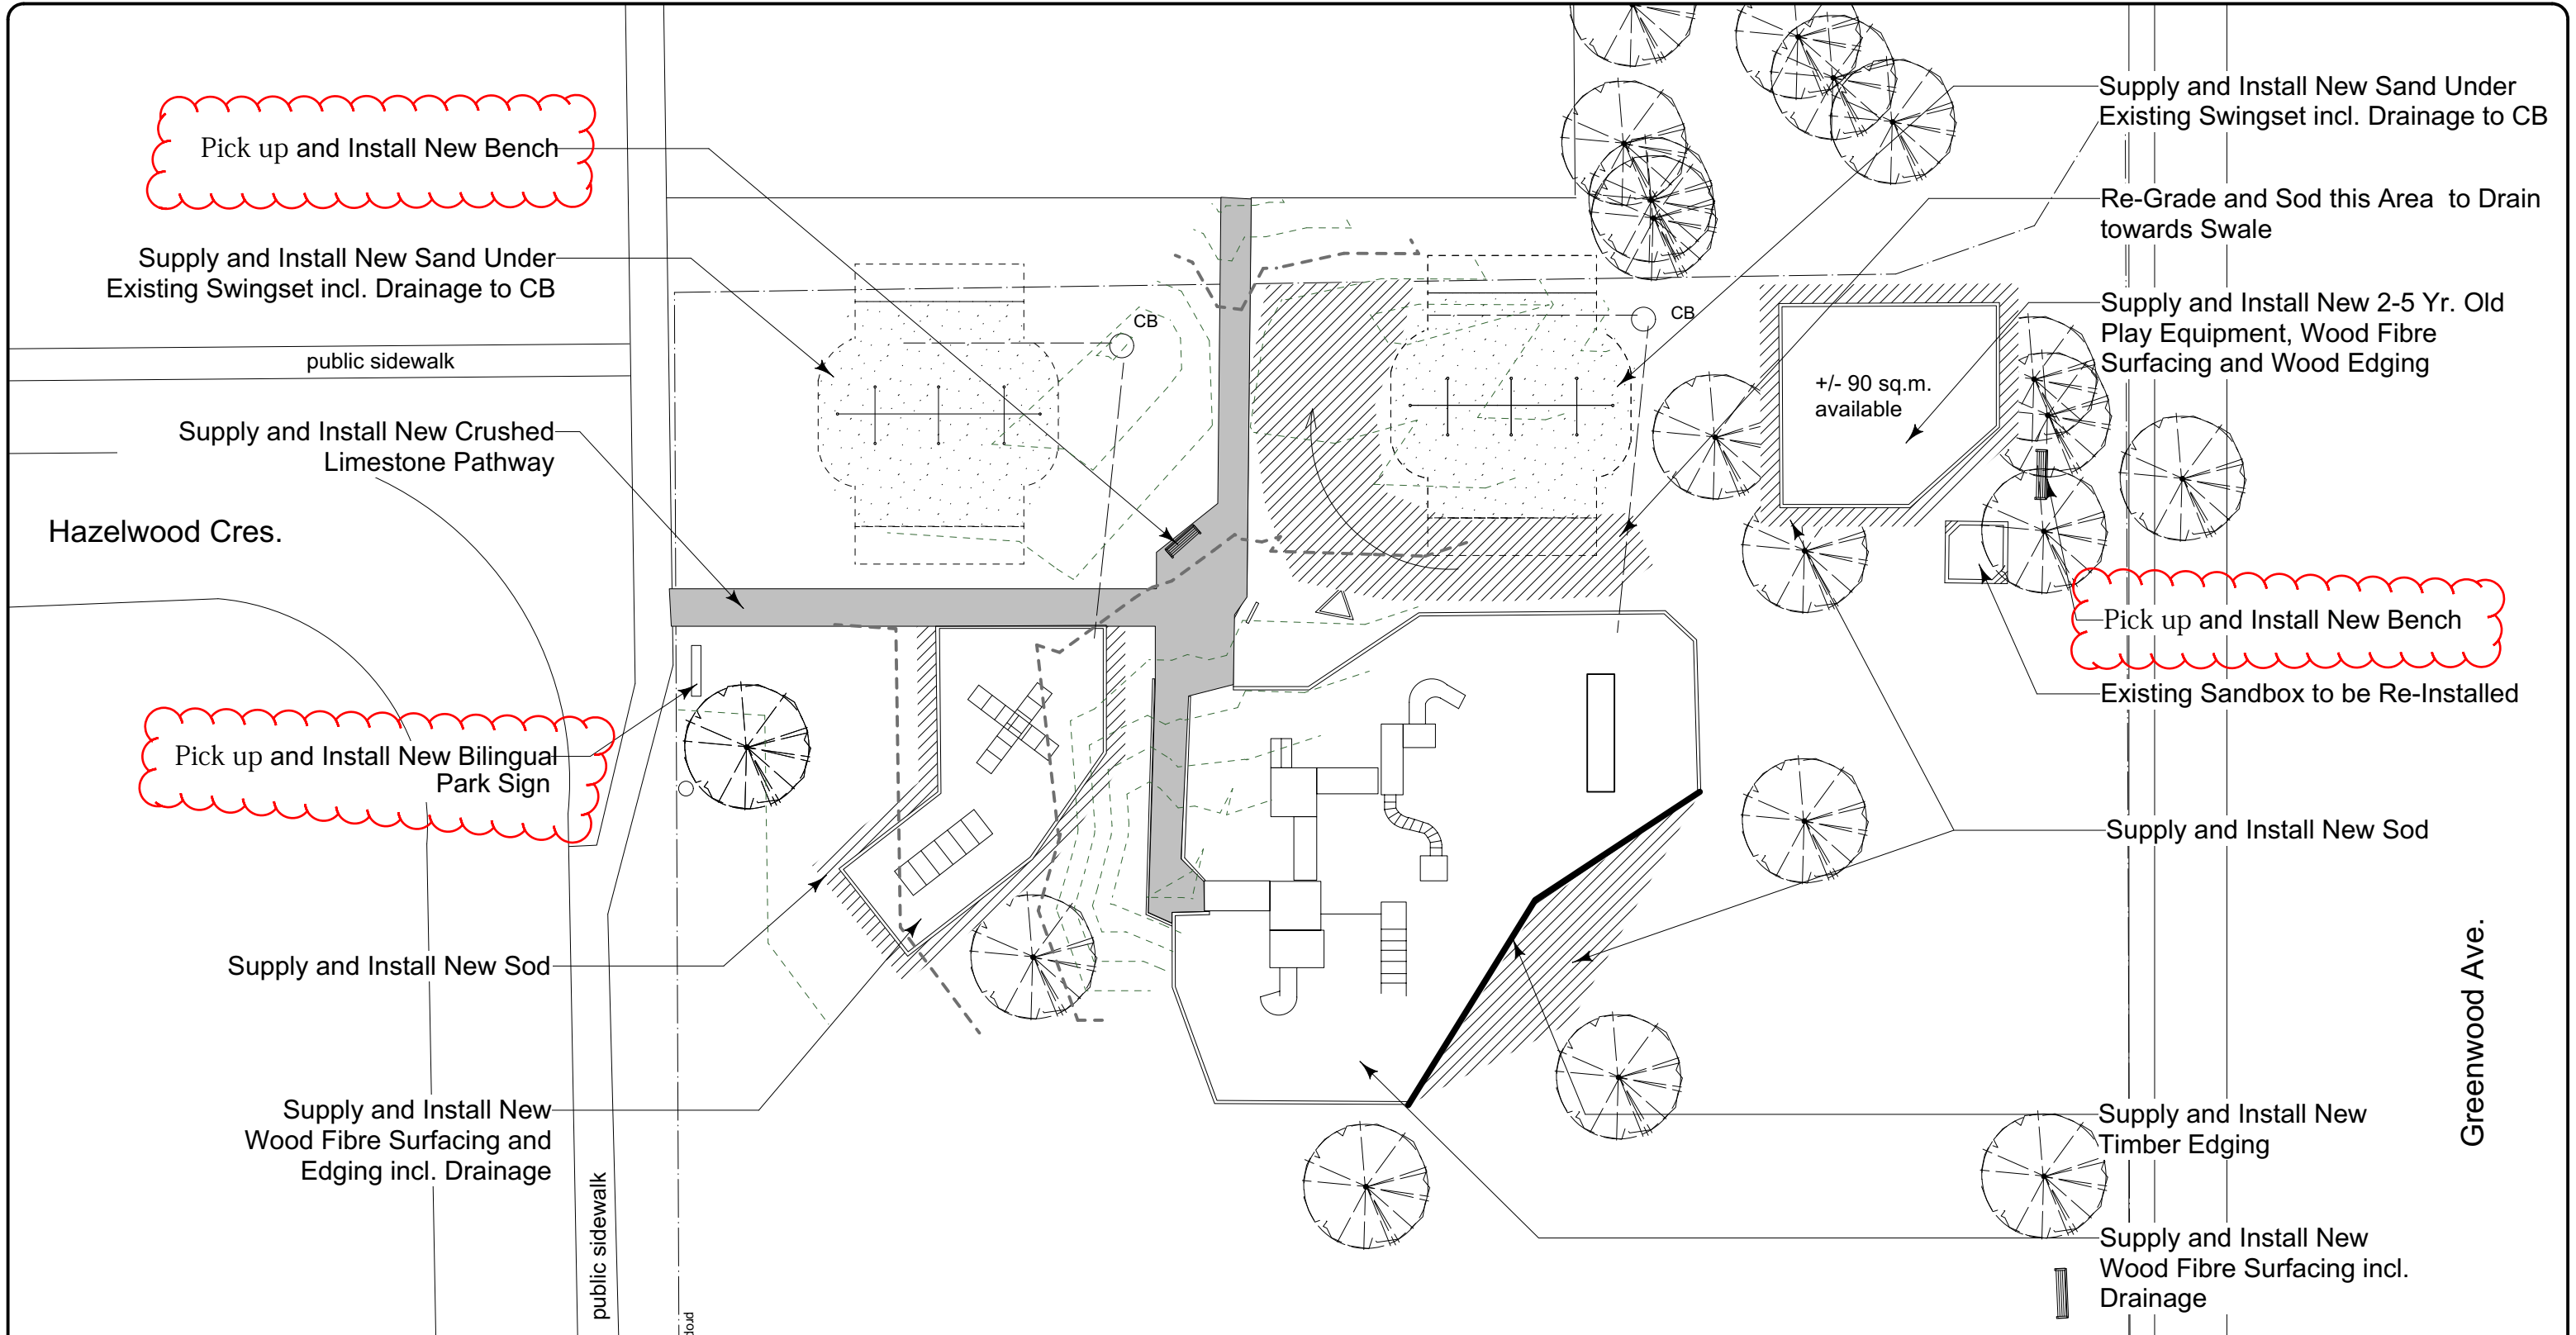 Pick up and Install New Bench
Supply and Install New Sand Under
Existing Swingset incl. Drainage to CB
public sidewalk
Supply and Install New Crushed
Limestone Pathway
Hazelwood Cres.
Pick up and Install New Bilingual
Park Sign
Supply and Install New Sod
Supply and Install New
Wood Fibre Surfacing and
Edging incl. Drainage
public sidewalk
prop
CB
CB
+/- 90 sq.m.
available
Supply and Install New Sand Under
Existing Swingset incl. Drainage to CB
Re-Grade and Sod this Area to Drain
towards Swale
Supply and Install New 2-5 Yr. Old
Play Equipment, Wood Fibre
Surfacing and Wood Edging
Pick up and Install New Bench
Existing Sandbox to be Re-Installed
Supply and Install New Sod
Greenwood Ave.
Supply and Install New
Timber Edging
Supply and Install New
Wood Fibre Surfacing incl.
Drainage